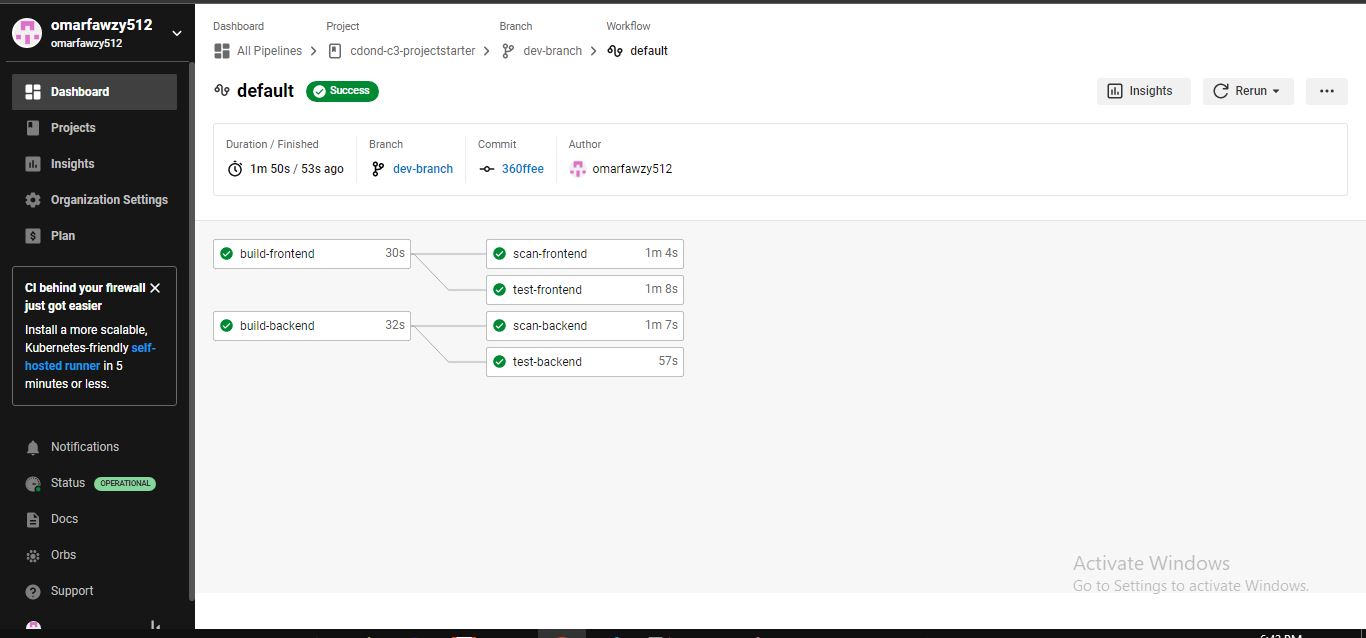 omarfawzy512
omarfawzy512
Dashboard
Projects
Insights
Organization Settings
Plan
CI behind your firewall
just got easier
Install a more scalable,
Kubernetes-friendly self-
hosted runner in 5
minutes or less.
Notifications
Status OPERATIONAL
Docs
Orbs
Support
Dashboard Project Branch Workflow
All Pipelines cdond-c3-projectstarter dev-branch default
default Success
Insights Rerun
Duration / Finished Branch Commit Author
1m 50s / 53s ago dev-branch 360ffee omarfawzy512
build-frontend 30s scan-frontend 1m 4s
test-frontend 1m 8s
build-backend 32s scan-backend 1m 7s
test-backend 57s
Activate Windows
Go to Settings to activate Windows.